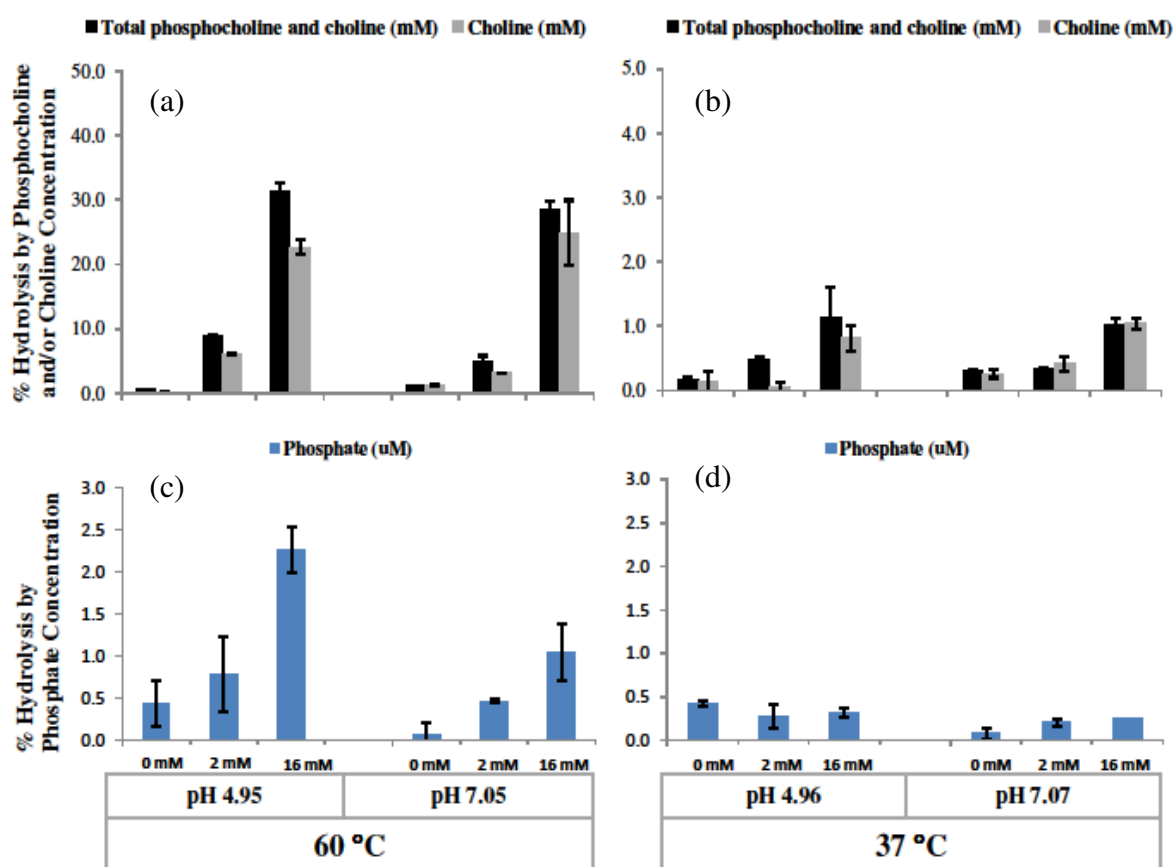 Total phosphocholine and choline (mM) Choline (mM)
Total phosphocholine and choline (mM) Choline (mM)
% Hydrolysis by Phosphocholine
and/or Choline Concentration
50.0
40.0
30.0
20.0
10.0
0.0
(a)
5.0
4.0
3.0
2.0
1.0
0.0
(b)
Phosphate (uM)
Phosphate (uM)
% Hydrolysis by
Phosphate Concentration
3.0
2.5
2.0
1.5
1.0
0.5
0.0
(c)
3.0
2.5
2.0
1.5
1.0
0.5
0.0
(d)
0 mM 2 mM 16 mM 0 mM 2 mM 16 mM
0 mM 2 mM 16 mM 0 mM 2 mM 16 mM
pH 4.95 pH 7.05
pH 4.96 pH 7.07
60 °C
37 °C